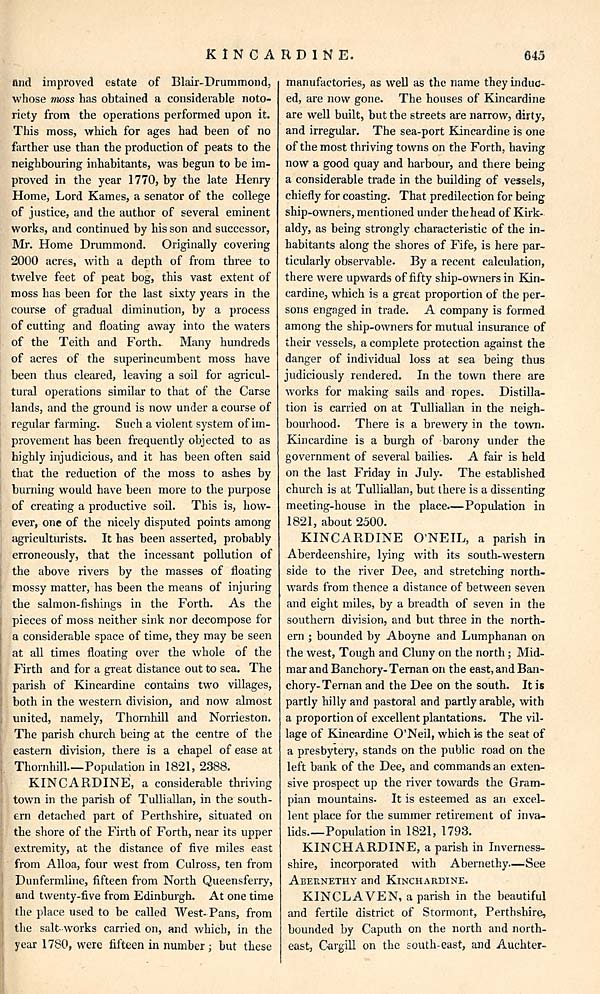 KINCARDINE.
645
and improved estate of Blair-Drummond,
whose moss has obtained a considerable noto-
riety from the operations performed upon it.
This moss, which for ages had been of no
farther use than the production of peats to the
neighbouring inhabitants, was begun to be im-
proved in the year 1770, by the late Henry
Home, Lord Kames, a senator of the college
of justice, and the author of several eminent
works, and continued by his son and successor,
Mr. Home Drummond. Originally covering
2000 acres, with a depth of from three to
twelve feet of peat bog, this vast extent of
moss has been for the last sixty years in the
course of gradual diminution, by a process
of cutting and floating away into the waters
of the Teith and Forth. Many hundreds
of acres of the superincumbent moss have
been thus cleared, leaving a soil for agricul-
tural operations similar to that of the Carse
lands, and the ground is now under a course of
regular farming. Such a violent system of im-
provement has been frequently objected to as
highly injudicious, and it has been often said
that the reduction of the moss to ashes by
burning would have been more to the purpose
of creating a productive soil. This is, how-
ever, one of the nicely disputed points among
agriculturists. It has been asserted, probably
erroneously, that the incessant pollution of
the above rivers by the masses of floating
mossy matter, has been the means of injuring
the salmon-fishings in the Forth. As the
pieces of moss neither sink nor decompose for
a considerable space of time, they may be seen
at all times floating over the whole of the
Firth and for a great distance out to sea. The
parish of Kincardine contains two villages,
both in the western division, and now almost
united, namely, Thornhill and Norrieston.
The parish church being at the centre of the
eastern division, there is a chapel of ease at
Thornhill.—Population in 1821, 2388.
KINCARDINE, a considerable thriving
town in the parish of Tulliallan, in the south-
ern detached part of Perthshire, situated on
the shore of the Firth of Forth, near its upper
extremity, at the distance of five miles east
from Alloa, four west from Culross, ten from
Dunfermline, fifteen from North Queensferry,
and twenty-five from Edinburgh. At one time
the place used to be called West-Pans, from
the salt-works carried on, and which, in the
year 1780, were fifteen in number; but these
manufactories, as well as the name they induc-
ed, are now gone. The houses of Kincardine
are well built, but the streets are narrow, dirty,
and irregular. The sea-port Kincardine is one
of the most thriving towns on the Forth, having
now a good quay and harbour, and there being
a considerable trade in the building of vessels,
chiefly for coasting. That predilection for being
ship-owners, mentioned under the head of Kirk-
aldy, as being strongly characteristic of the in-
habitants along the shores of Fife, is here par-
ticularly observable. By a recent calculation,
there were upwards of fifty ship-owners in Kin-
cardine, which is a great proportion of the per-
sons engaged in trade. A company is formed
among the ship-owners for mutual insurance of
their vessels, a complete protection against the
danger of individual loss at sea being thus
judiciously rendered. In the town there are
works for making sails and ropes. Distilla-
tion is carried on at Tulliallan in the neigh-
bourhood. There is a brewery in the town.
Kincardine is a burgh of barony under the
government of several bailies. A fair is held
on the last Friday in July. The established
church is at Tulliallan, but there is a dissenting
meeting-house in the place.—Population in
1821, about 2500.
KINCARDINE O'NEIL, a parish in
Aberdeenshire, lying with its south-western
side to the river Dee, and stretching north-
wards from thence a distance of between seven
and eight miles, by a breadth of seven in the
southern division, and but three in the north-
ern; bounded by Aboyne and Lumphanan on
the west, Tough and Cluny on the north; Mid-
mar and Banchory-Ternan on the east, and Ban-
chory-Ternan and the Dee on the south. It is
partly hilly and pastoral and partly arable, with
a proportion of excellent plantations. The vil-
lage of Kincardine O'Neil, which is the seat of
a presbytery, stands on the public road on the
left bank of the Dee, and commands an exten-
sive prospect up the river towards the Gram-
pian mountains. It is esteemed as an excel-
lent place for the summer retirement of inva-
lids.—Population in 1821, 1793.
KINCHARDINE, a parish in Inverness-
shire, incorporated with Abernethy.—See
ABERNETHY and KINCHARDINE.
KINCLAVEN, a parish in the beautiful
and fertile district of Stormont, Perthshire,
bounded by Caputh on the north and north-
east, Cargill on the south-east, and Auchter-